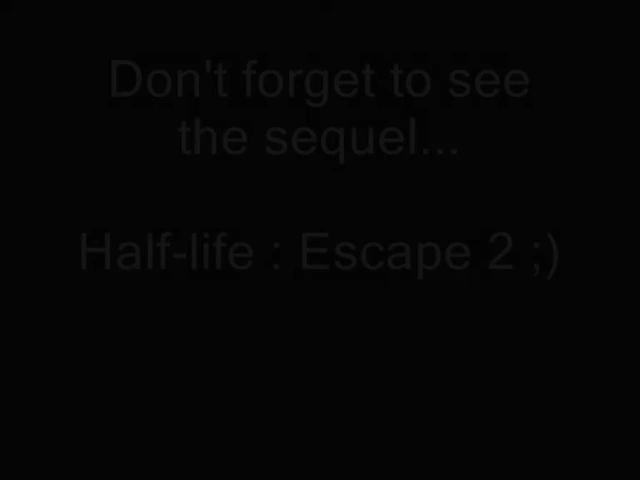 Don't forget to see
the sequel...
Half-life : Escape 2 ;)